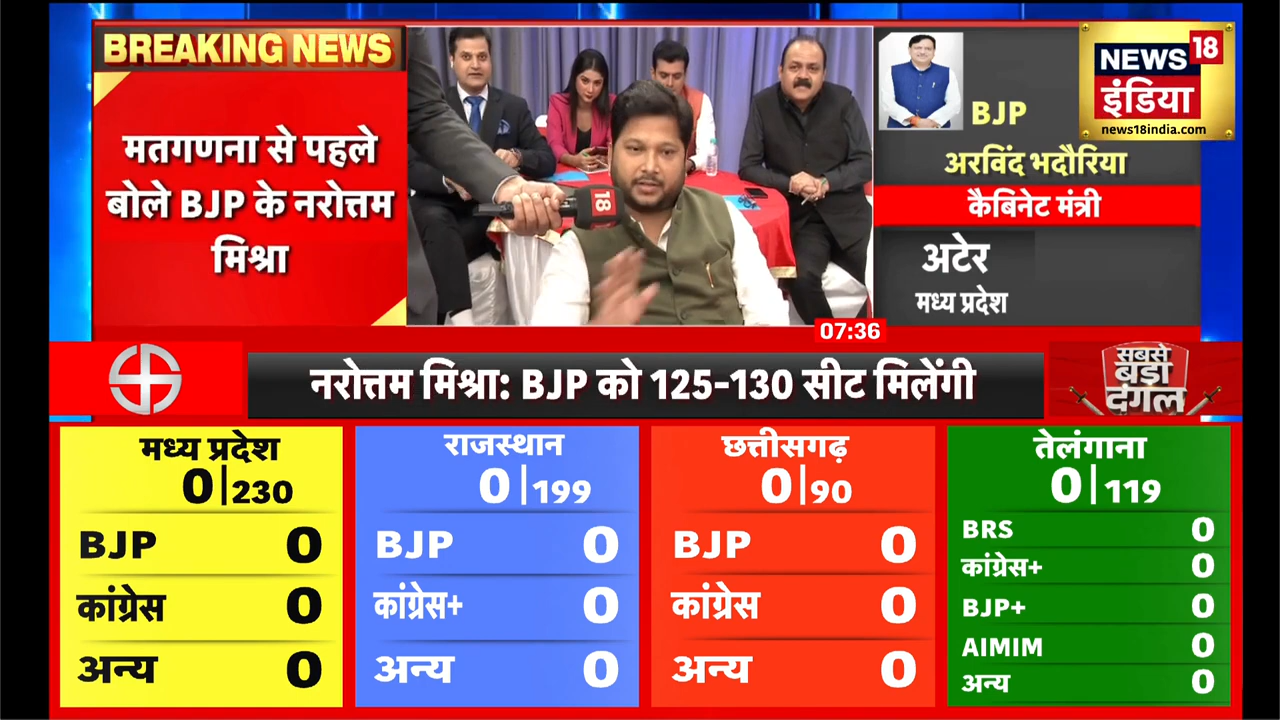 BREAKING NEWS
मतगणना से पहले
बोले BJP के नरोत्तम
मिश्रा
18
BJP
अरविंद भदौरिया
कैबिनेट मंत्री
अटेर
मध्य प्रदेश
NEWS 18
इंडिया
news18india.com
07:36
नरोत्तम मिश्रा: BJP को 125-130 सीट मिलेंगी
सबसे
बड़ा
दंगल
मध्य प्रदेश
0|230
BJP 0
कांग्रेस 0
अन्य 0
राजस्थान
0|199
BJP 0
कांग्रेस+ 0
अन्य 0
छत्तीसगढ़
0|90
BJP 0
कांग्रेस 0
अन्य 0
तेलंगाना
0|119
BRS 0
कांग्रेस+ 0
BJP+ 0
AIMIM 0
अन्य 0